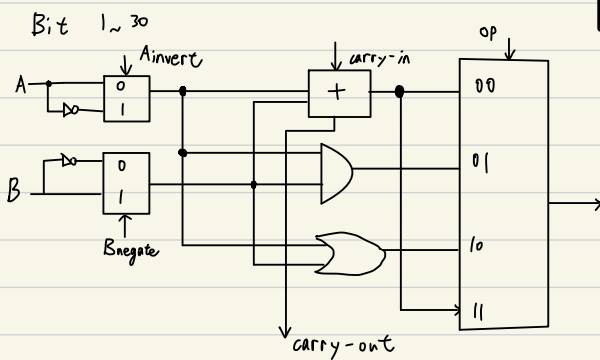 Bit 1~30
Ainvert
carry-in
op
A
0
1
+
00
01
B
0
1
Bnegate
10
11
carry-out